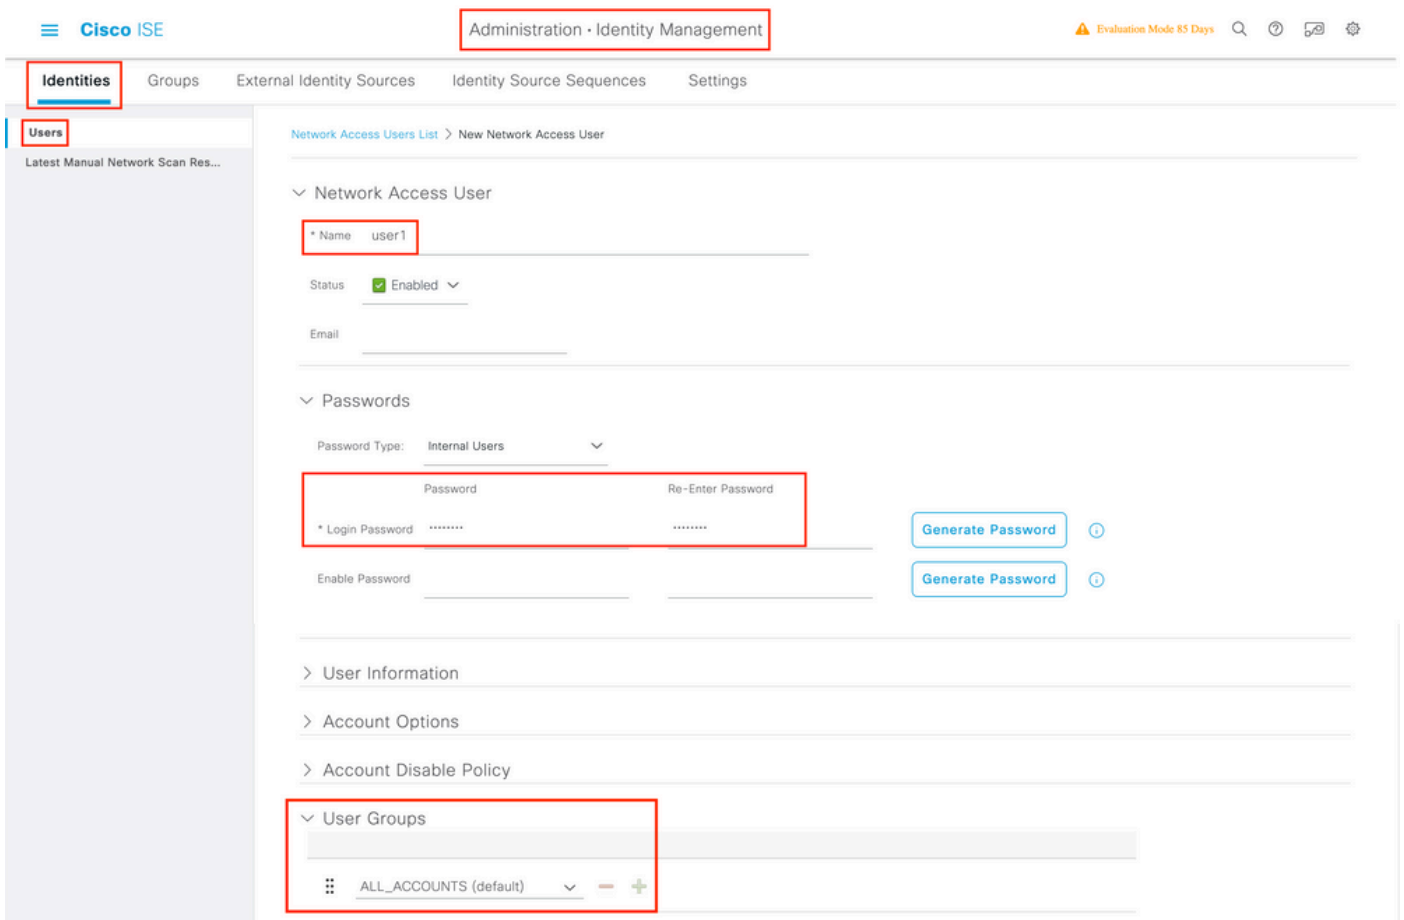 Cisco ISE
Administration · Identity Management
Evaluation Mode 85 Days
Identities
Groups
External Identity Sources
Identity Source Sequences
Settings
Users
Latest Manual Network Scan Res...
Network Access Users List > New Network Access User
Network Access User
* Name user1
Status Enabled
Email
Passwords
Password Type: Internal Users
Password Re-Enter Password
* Login Password ........ ........
Generate Password
Enable Password
Generate Password
User Information
Account Options
Account Disable Policy
User Groups
ALL_ACCOUNTS (default)